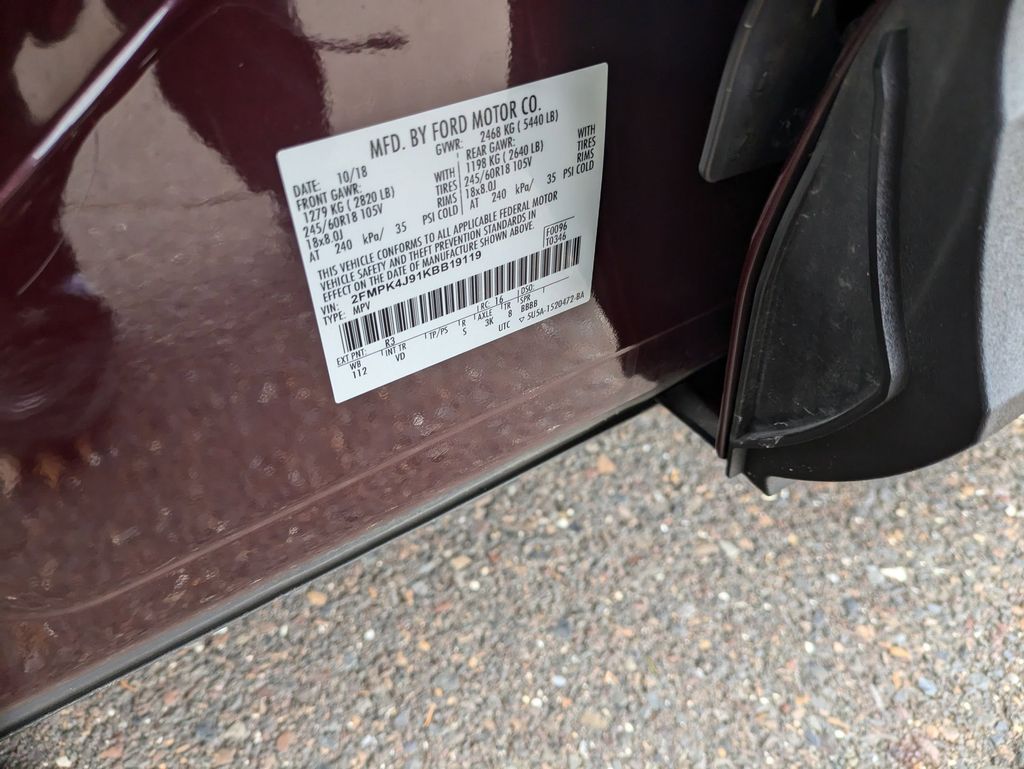 MFD. BY FORD MOTOR CO.
DATE: 10/18 GVWR: 2468 KG ( 5440 LB)
FRONT GAWR: REAR GAWR: WITH
1279 KG ( 2820 LB) WITH 1198 KG ( 2640 LB) TIRES
245/60R18 105V TIRES 245/60R18 105V RIMS
18x8.0J RIMS 18x8.0J PSI COLD
AT 240 kPa/ 35 PSI COLD AT 240 kPa/ 35
THIS VEHICLE CONFORMS TO ALL APPLICABLE FEDERAL MOTOR
VEHICLE SAFETY AND THEFT PREVENTION STANDARDS IN
EFFECT ON THE DATE OF MANUFACTURE SHOWN ABOVE.
VIN: 2FMPK4J91KBB19119 F0096
TYPE: MPV T0346
EXT PNT: R3 RC: 16 DSO:
WB INT TR TP/PS R AXLE TR SPR
112 VD S 3K 8 BBBB
UTC ▽ 5U5A-1520472-BA